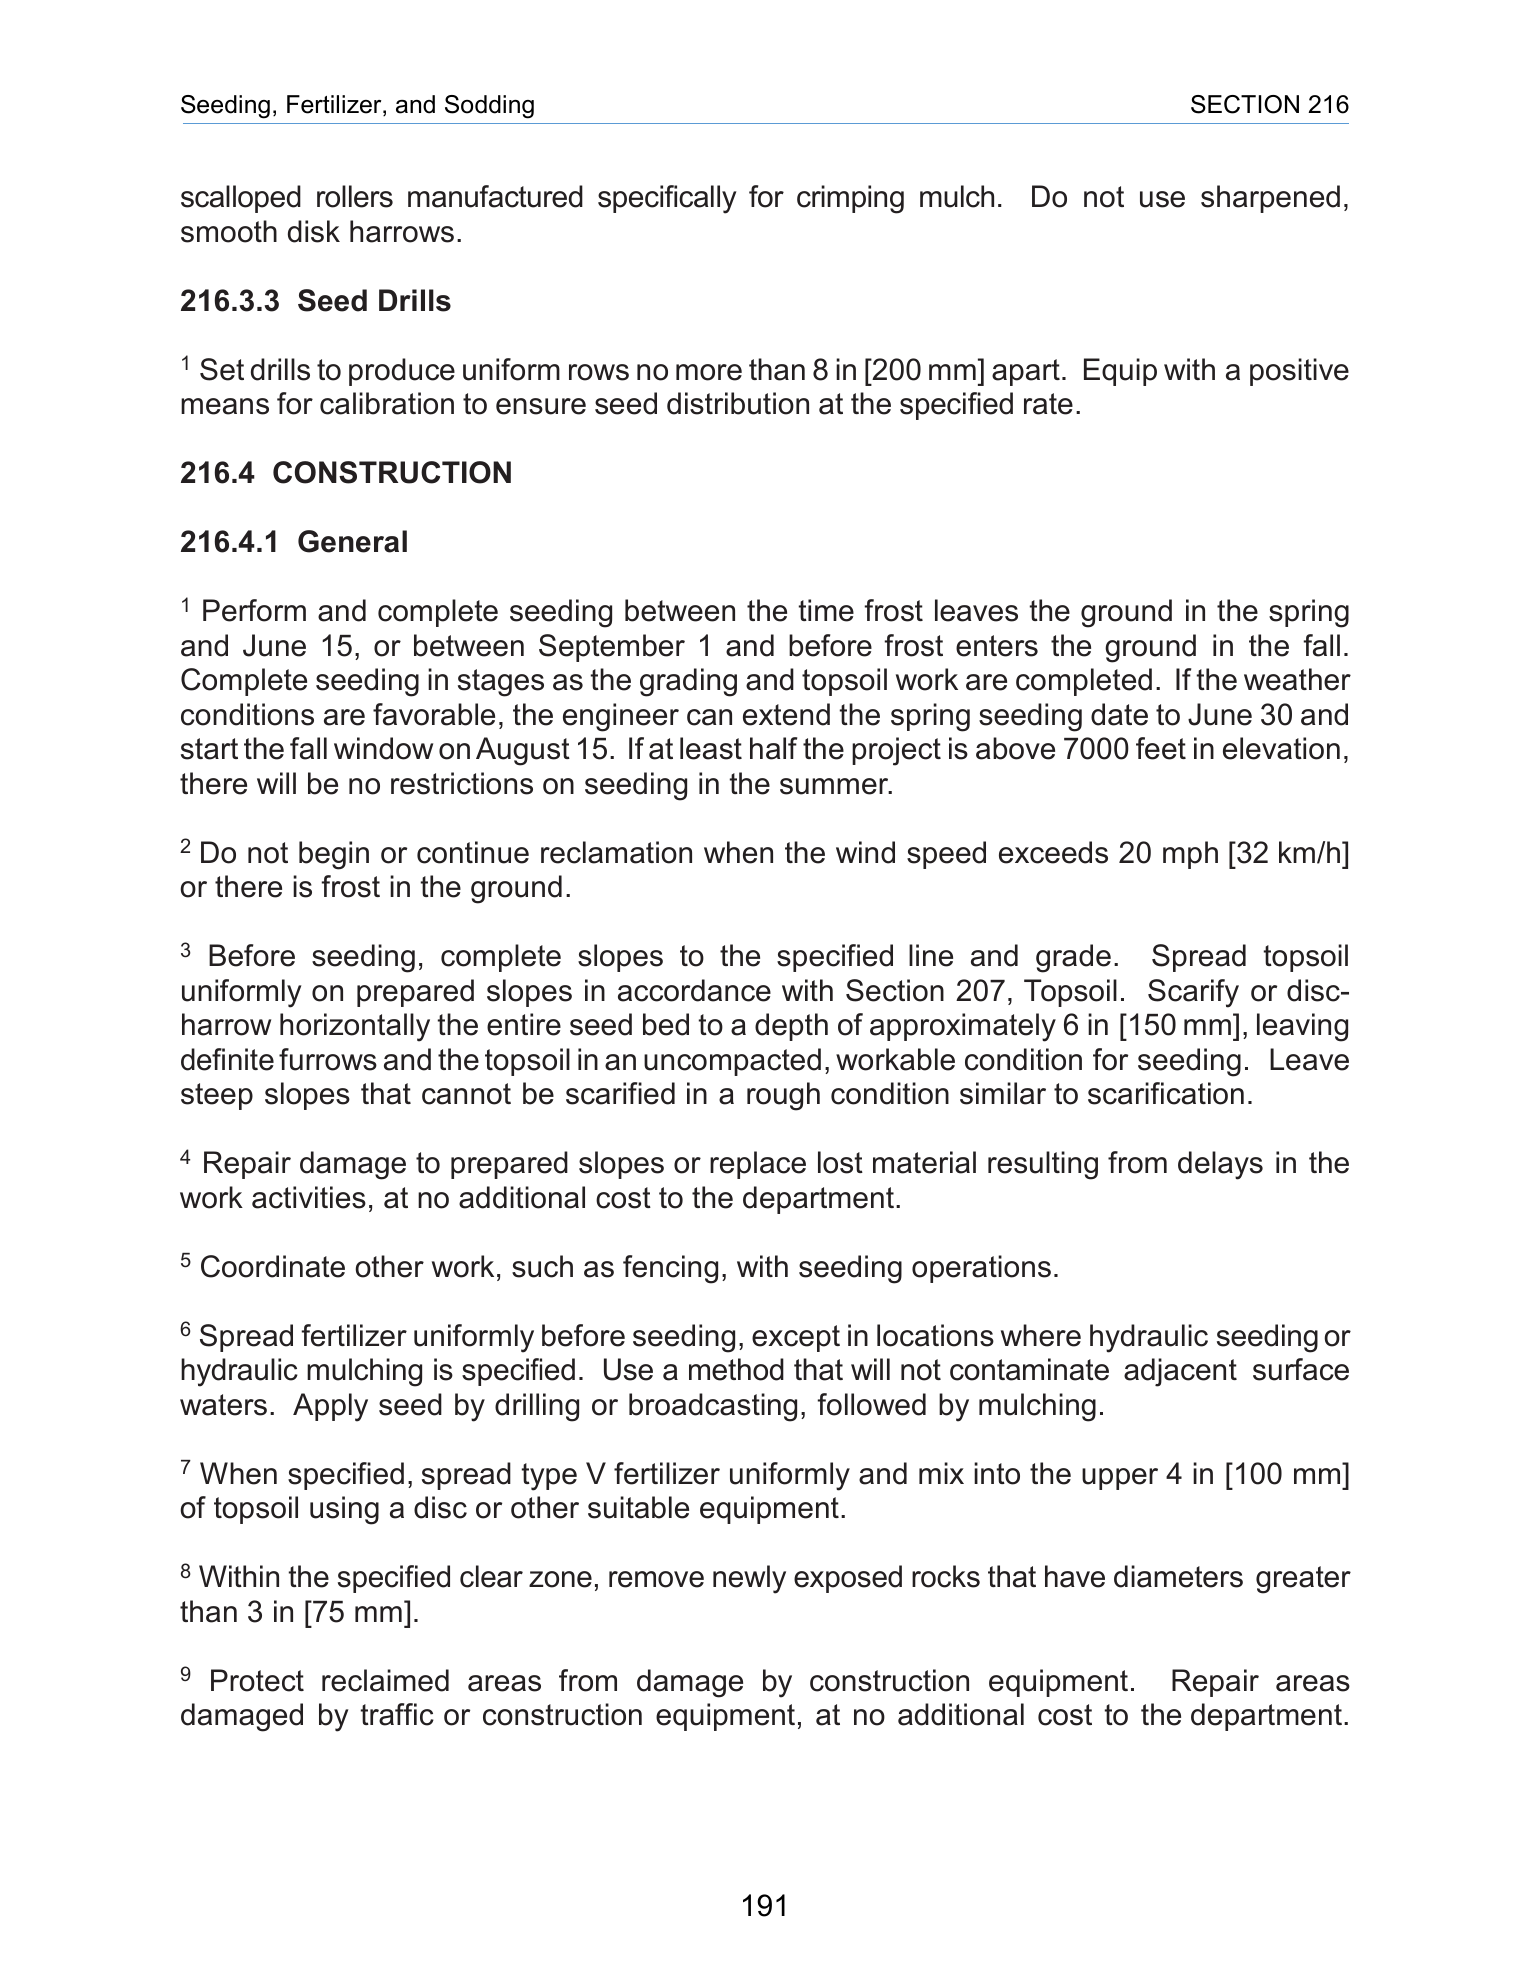 Seeding, Fertilizer, and Sodding SECTION 216
scalloped rollers manufactured specifically for crimping mulch. Do not use sharpened,
smooth disk harrows.
216.3.3 Seed Drills
1 Set drills to produce uniform rows no more than 8 in [200 mm] apart. Equip with a positive
means for calibration to ensure seed distribution at the specified rate.
216.4 CONSTRUCTION
216.4.1 General
1 Perform and complete seeding between the time frost leaves the ground in the spring
and June 15, or between September 1 and before frost enters the ground in the fall.
Complete seeding in stages as the grading and topsoil work are completed. If the weather
conditions are favorable, the engineer can extend the spring seeding date to June 30 and
start the fall window on August 15. If at least half the project is above 7000 feet in elevation,
there will be no restrictions on seeding in the summer.
2 Do not begin or continue reclamation when the wind speed exceeds 20 mph [32 km/h]
or there is frost in the ground.
3 Before seeding, complete slopes to the specified line and grade. Spread topsoil
uniformly on prepared slopes in accordance with Section 207, Topsoil. Scarify or disc-
harrow horizontally the entire seed bed to a depth of approximately 6 in [150 mm], leaving
definite furrows and the topsoil in an uncompacted, workable condition for seeding. Leave
steep slopes that cannot be scarified in a rough condition similar to scarification.
4 Repair damage to prepared slopes or replace lost material resulting from delays in the
work activities, at no additional cost to the department.
5 Coordinate other work, such as fencing, with seeding operations.
6 Spread fertilizer uniformly before seeding, except in locations where hydraulic seeding or
hydraulic mulching is specified. Use a method that will not contaminate adjacent surface
waters. Apply seed by drilling or broadcasting, followed by mulching.
7 When specified, spread type V fertilizer uniformly and mix into the upper 4 in [100 mm]
of topsoil using a disc or other suitable equipment.
8 Within the specified clear zone, remove newly exposed rocks that have diameters greater
than 3 in [75 mm].
9 Protect reclaimed areas from damage by construction equipment. Repair areas
damaged by traffic or construction equipment, at no additional cost to the department.
191